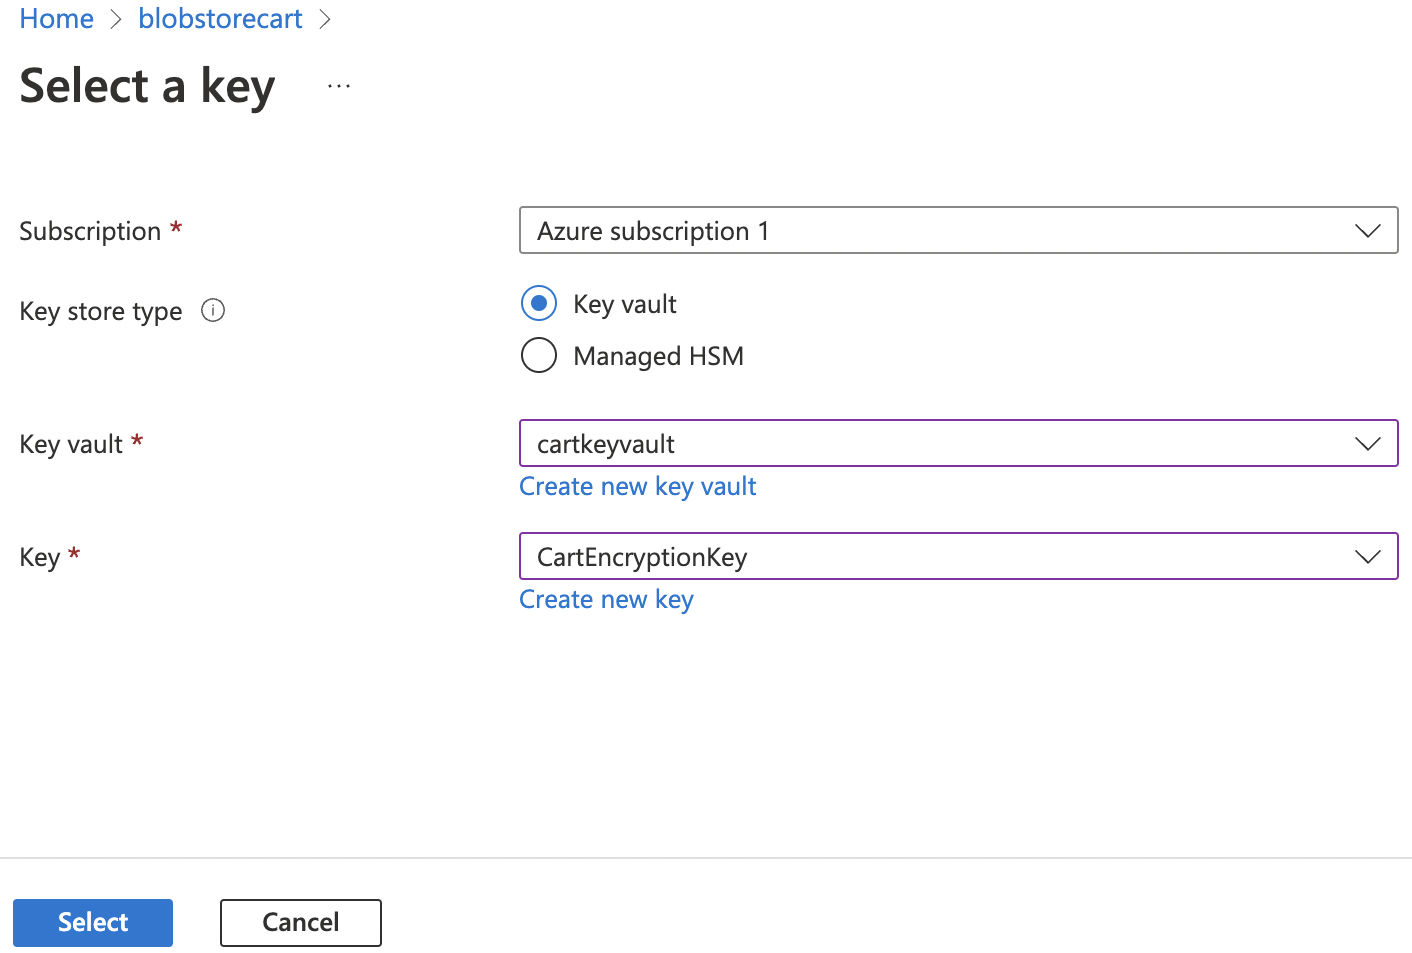 Home > blobstorecart >
Select a key ...
Subscription * Azure subscription 1
Key store type Key vault
Managed HSM
Key vault * cartkeyvault
Create new key vault
Key * CartEncryptionKey
Create new key
Select Cancel